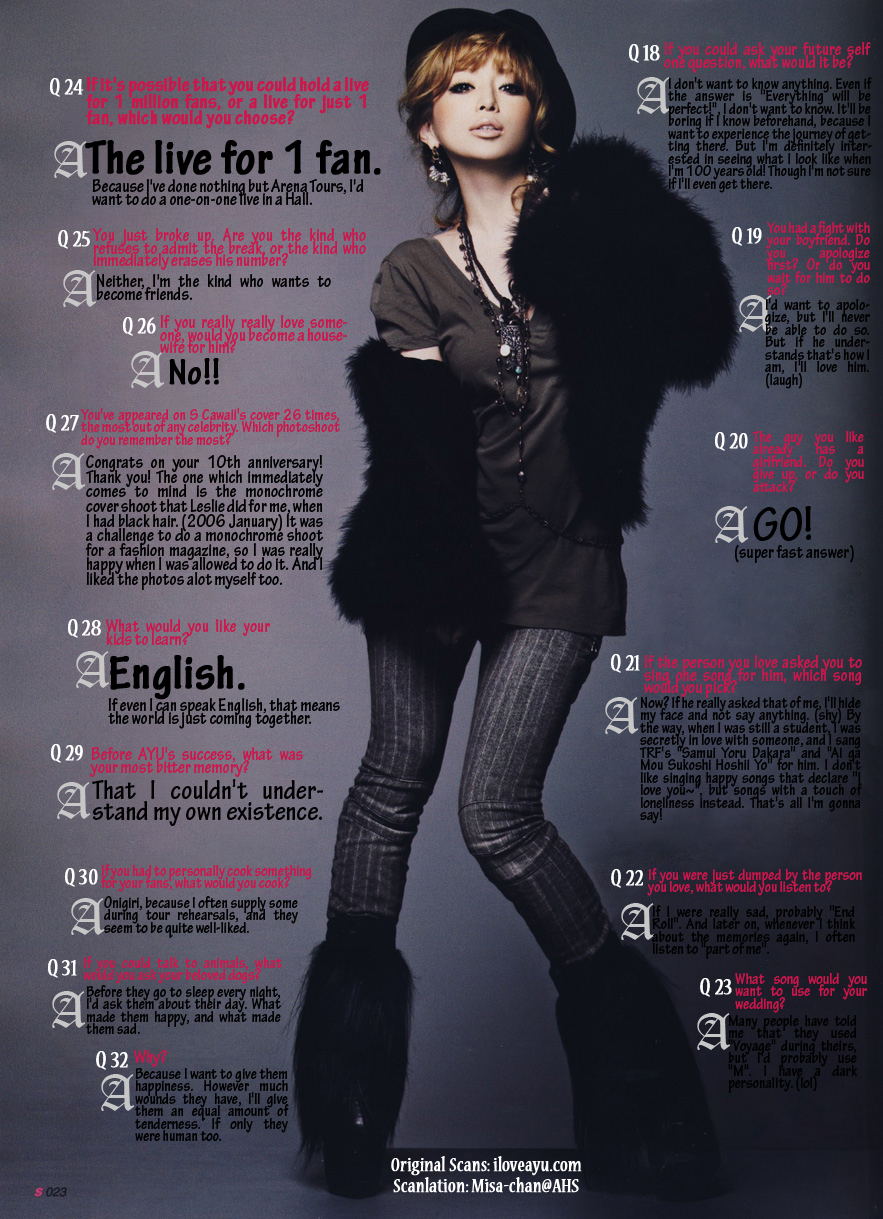 Q 24 If it's possible that you could hold a live
for 1 million fans, or a live for just 1
fan, which would you choose?
A The live for 1 fan.
Because I've done nothing but Arena Tours, I'd
want to do a one-on-one live in a Hall.
Q 25 You just broke up. Are you the kind who
refuses to admit the break, or the kind who
immediately erases his number?
A Neither, I'm the kind who wants to
become friends.
Q 26 If you really really love some-
one, would you become a house-
wife for him?
A No!!
Q 27 You've appeared on S Cawaii's cover 26 times,
the most out of any celebrity. Which photoshoot
do you remember the most?
A Congrats on your 10th anniversary!
Thank you! The one which immediately
comes to mind is the monochrome
cover shoot that Leslie did for me, when
I had black hair. (2006 January) It was
a challenge to do a monochrome shoot
for a fashion magazine, so I was really
happy when I was allowed to do it. And I
liked the photos alot myself too.
Q 28 What would you like your
kids to learn?
A English.
If even I can speak English, that means
the world is just coming together.
Q 29 Before AYU's success, what was
your most bitter memory?
A That I couldn't under-
stand my own existence.
Q 30 If you had to personally cook something
for your fans, what would you cook?
A Onigiri, because I often supply some
during tour rehearsals, and they
seem to be quite well-liked.
Q 31 If you could talk to animals, what
would you ask your beloved dogs?
A Before they go to sleep every night,
I'd ask them about their day. What
made them happy, and what made
them sad.
Q 32 Why?
A Because I want to give them
happiness. However much
wounds they have, I'll give
them an equal amount of
tenderness. If only they
were human too.
Q 18 If you could ask your future self
one question, what would it be?
A I don't want to know anything. Even if
the answer is "Everything will be
perfect!", I don't want to know. It'll be
boring if I know beforehand, because I
want to experience the journey of get-
ting there. But I'm definitely inter-
ested in seeing what I look like when
I'm 100 years old! Though I'm not sure
if I'll even get there.
Q 19 You had a fight with
your boyfriend. Do
you apologize
first? Or do you
wait for him to do
so?
A I'd want to apolo-
gize, but I'll never
be able to do so.
But if he under-
stands that's how I
am, I'll love him.
(laugh)
Q 20 The guy you like
already has a
girlfriend. Do you
give up, or do you
attack?
A GO!
(super fast answer)
Q 21 If the person you love asked you to
sing one song for him, which song
would you pick?
A Now? If he really asked that of me, I'll hide
my face and not say anything. (shy) By
the way, when I was still a student, I was
secretly in love with someone, and I sang
TRF's "Samui Yoru Dakara" and "Ai ga
Mou Sukoshi Hoshii Yo" for him. I don't
like singing happy songs that declare "I
love you~", but songs with a touch of
loneliness instead. That's all I'm gonna
say!
Q 22 If you were just dumped by the person
you love, what would you listen to?
A If I were really sad, probably "End
Roll". And later on, whenever I think
about the memories again, I often
listen to "part of me".
Q 23 What song would you
want to use for your
wedding?
A Many people have told
me that they used
"Voyage" during theirs,
but I'd probably use
"M". I have a dark
personality. (lol)
Original Scans: iloveayu.com
Scanlation: Misa-chan@AHS
S 023